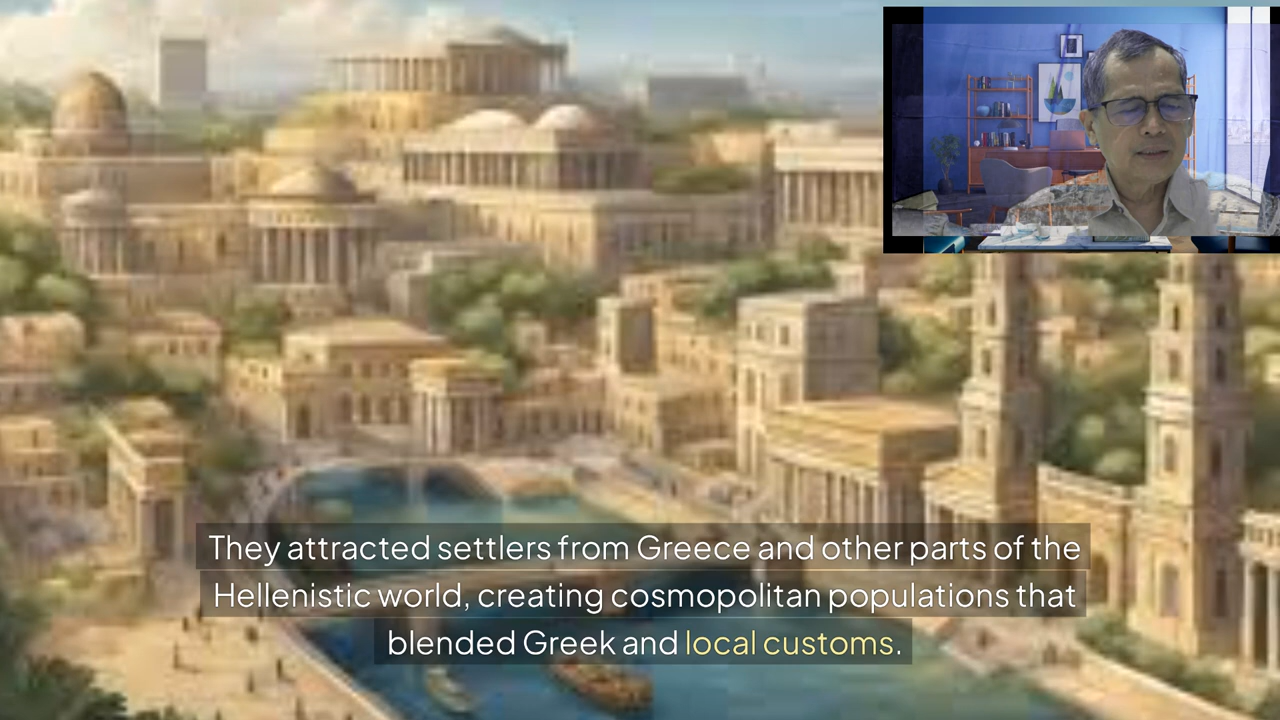 They attracted settlers from Greece and other parts of the
Hellenistic world, creating cosmopolitan populations that
blended Greek and local customs.